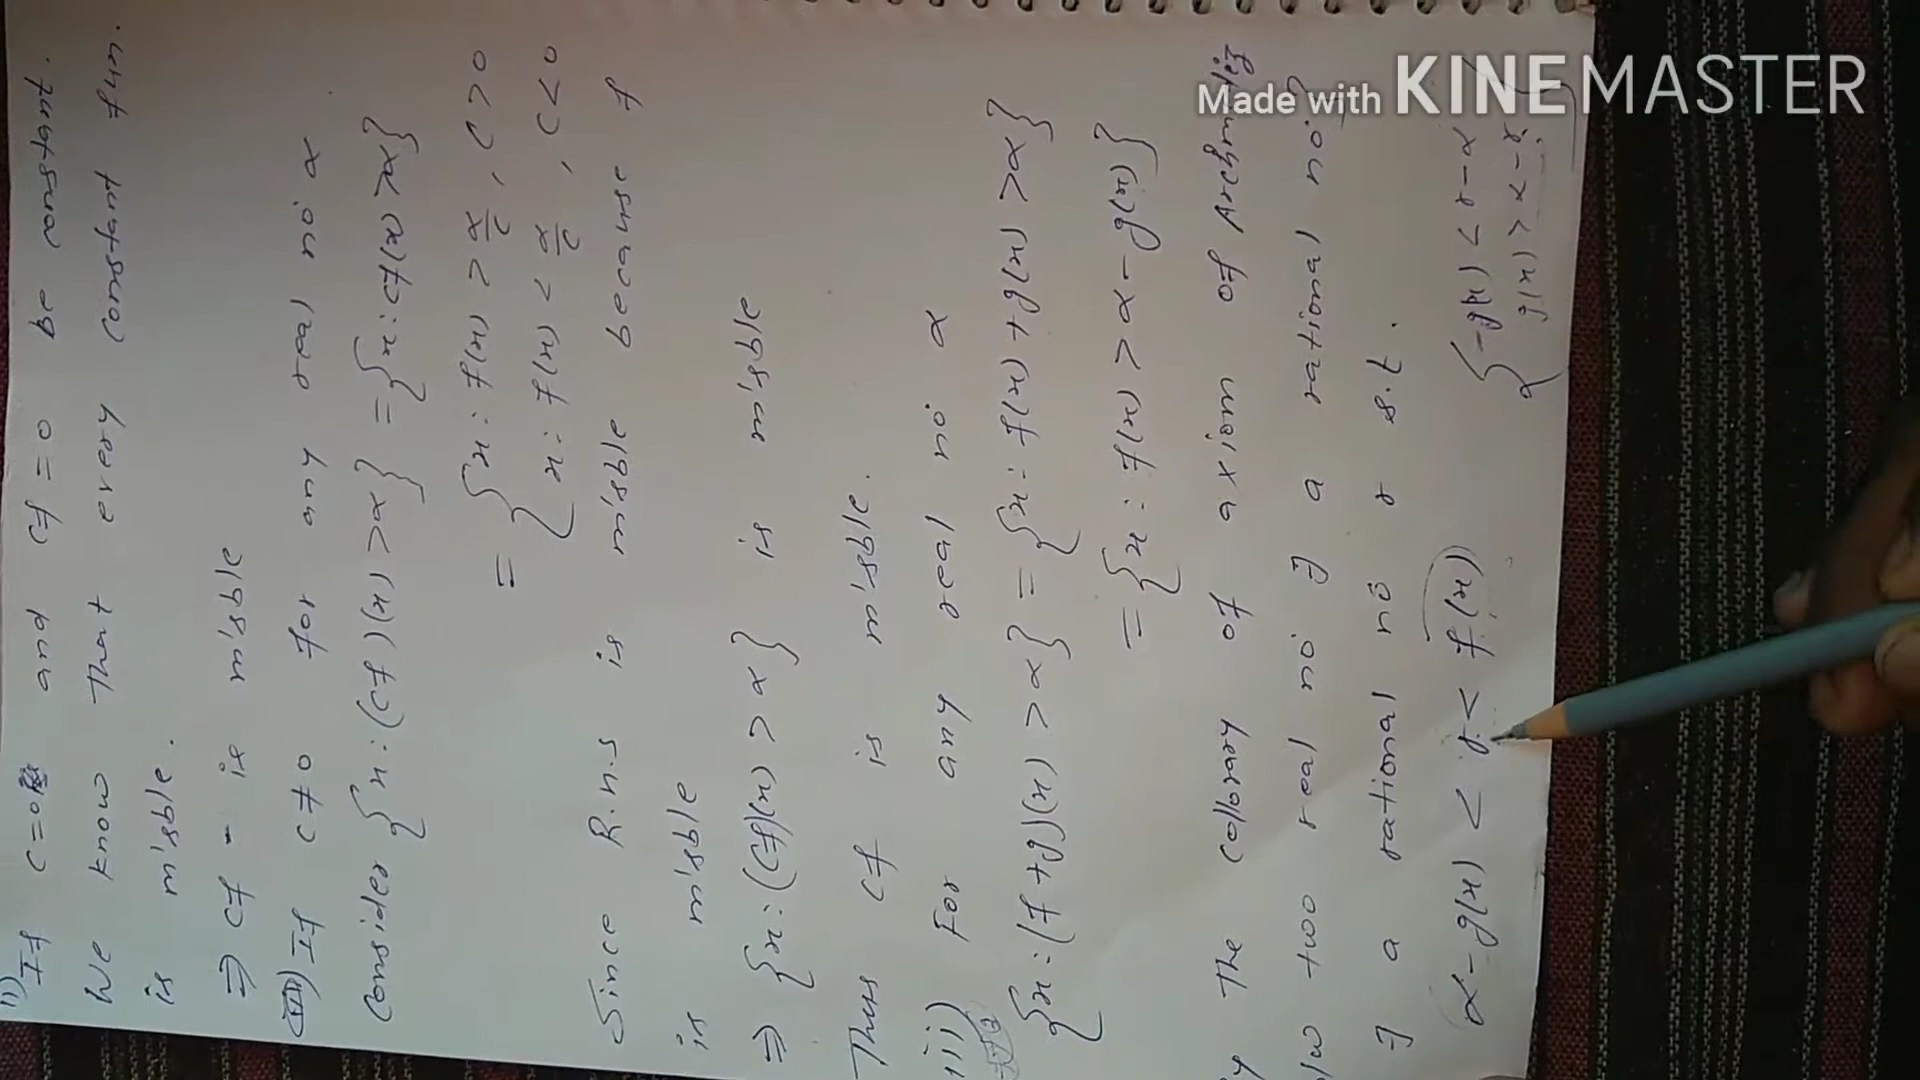 ii) If c=0 and cf = 0 be constant.
We know that every constant fun.
is m'sble.
⇒ cf - is m'sble
If c≠0 for any real no α
Consider {x:(cf)(x) >α} = {x:cf(x) >α}
= { x: f(x) > α/c, c>0
x: f(x) < α/c, c<0
Since R.H.S is m'sble because f
is m'sble
⇒ {x:(cf)(x) > α} is m'sble
Thus cf is m'sble.
iii) For any real no α
{x:(f+g)(x) > α} = {x: f(x)+g(x) >α}
= {x: f(x) > α-g(x)}
The collorary of axiom of
b/w two real no ∃ a rational no
∃ a rational no r s.t.
α-g(x) < r < f(x)
{ -g(x) < r-α
g(x) > α-r }
Made with KINEMASTER